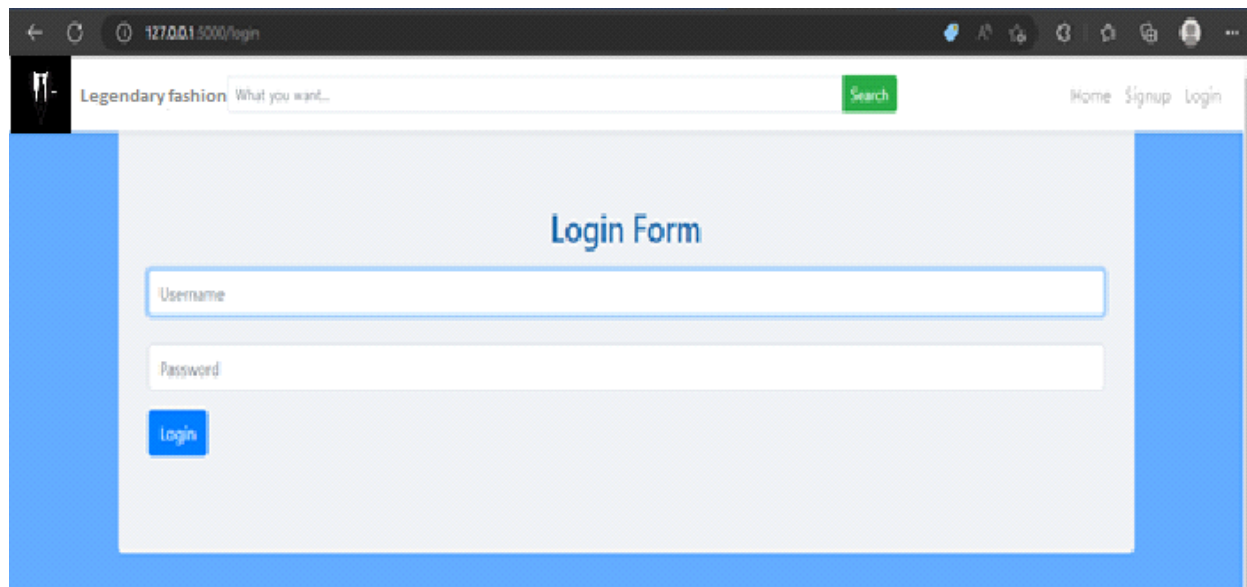 127.0.0.1:5000/login
Legendary fashion What you want... Search Home Signup Login
Login Form
Username
Password
Login